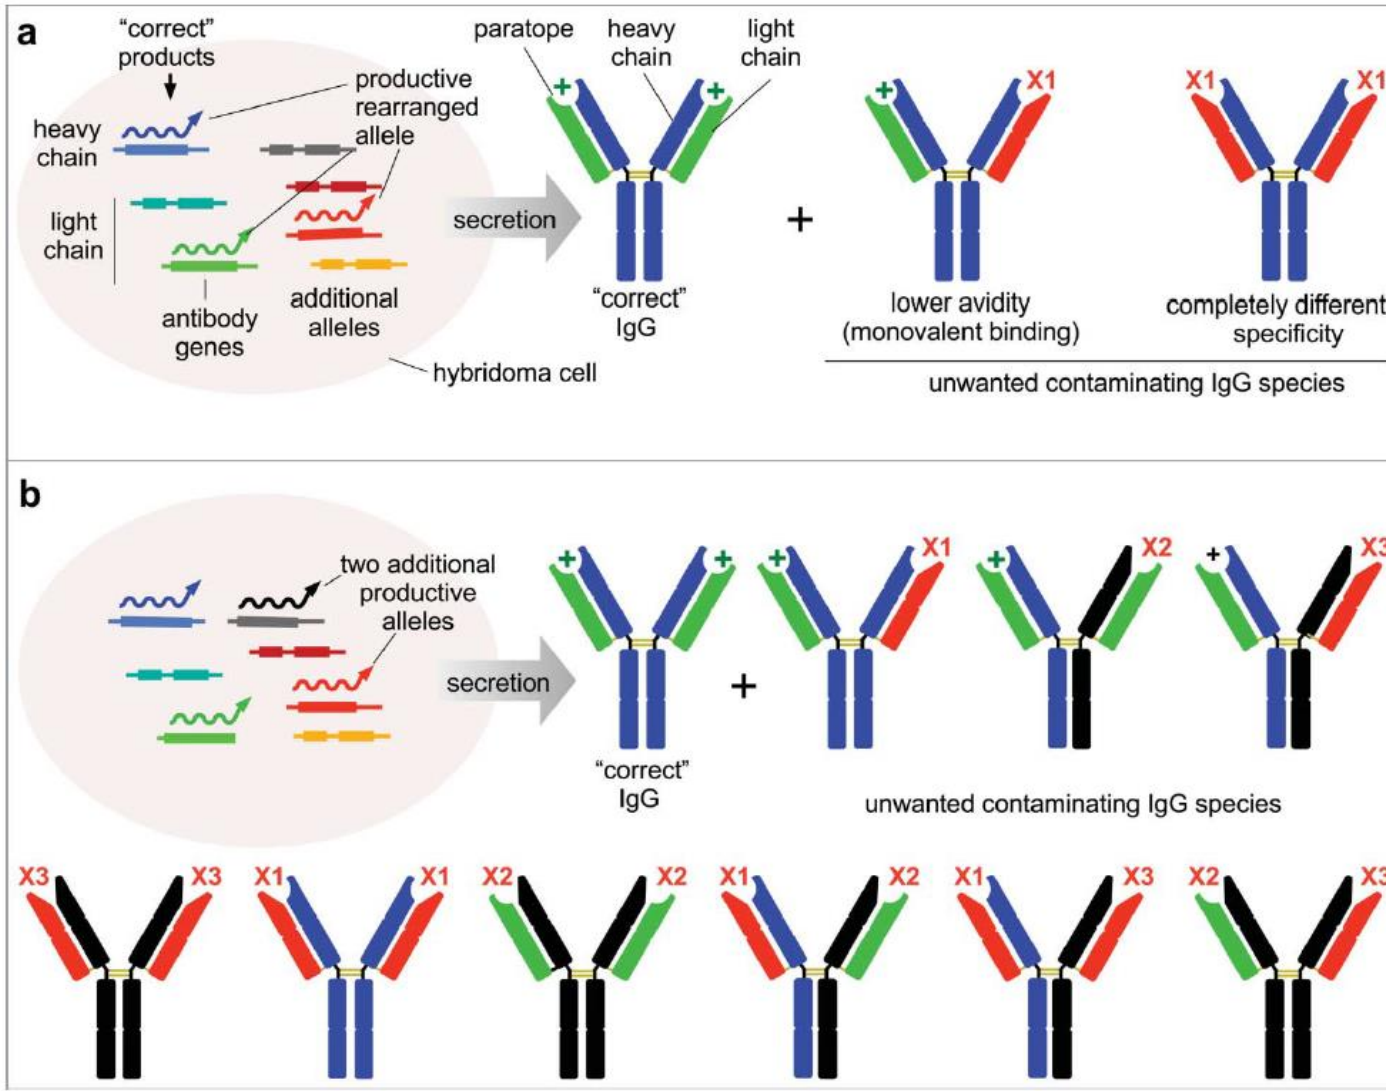 a
"correct"
products
heavy
chain
light
chain
productive
rearranged
allele
antibody
genes
additional
alleles
hybridoma cell
secretion
paratope
heavy
chain
light
chain
+
+
"correct"
IgG
+
+
X1
lower avidity
(monovalent binding)
X1
X1
completely different
specificity
unwanted contaminating IgG species
b
two additional
productive
alleles
secretion
+
+
"correct"
IgG
+
+
X1
+
X2
+
X3
unwanted contaminating IgG species
X3
X3
X1
X1
X2
X2
X1
X2
X1
X3
X2
X3